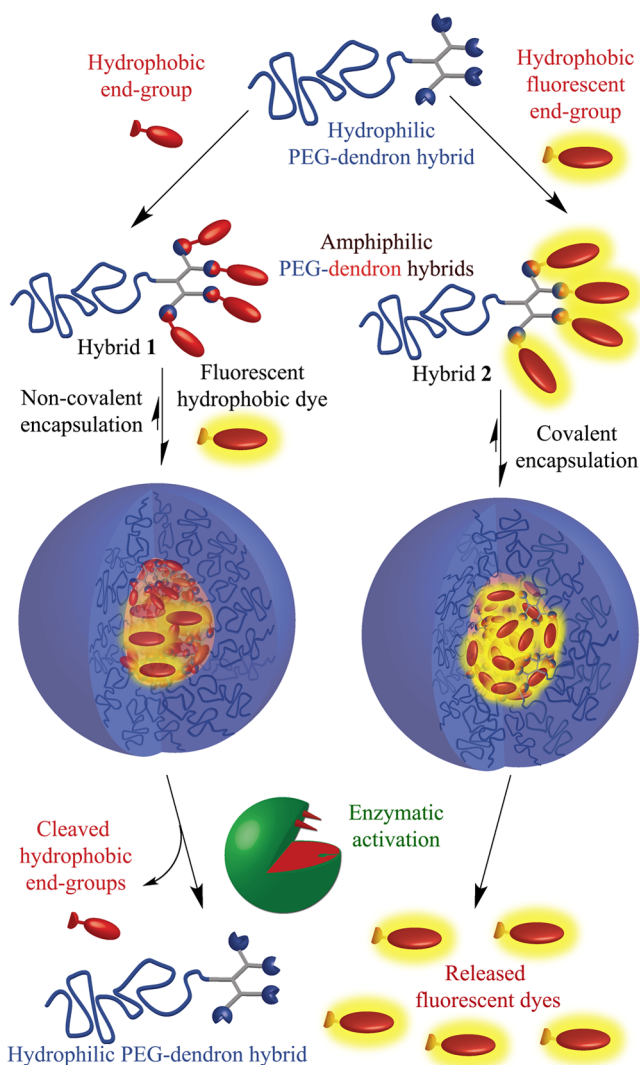 Hydrophobic
end-group
Hydrophilic
PEG-dendron hybrid
Hydrophobic
fluorescent
end-group
Amphiphilic
PEG-dendron hybrids
Hybrid 1
Hybrid 2
Non-covalent
encapsulation
Fluorescent
hydrophobic dye
Covalent
encapsulation
Cleaved
hydrophobic
end-groups
Enzymatic
activation
Hydrophilic PEG-dendron hybrid
Released
fluorescent dyes